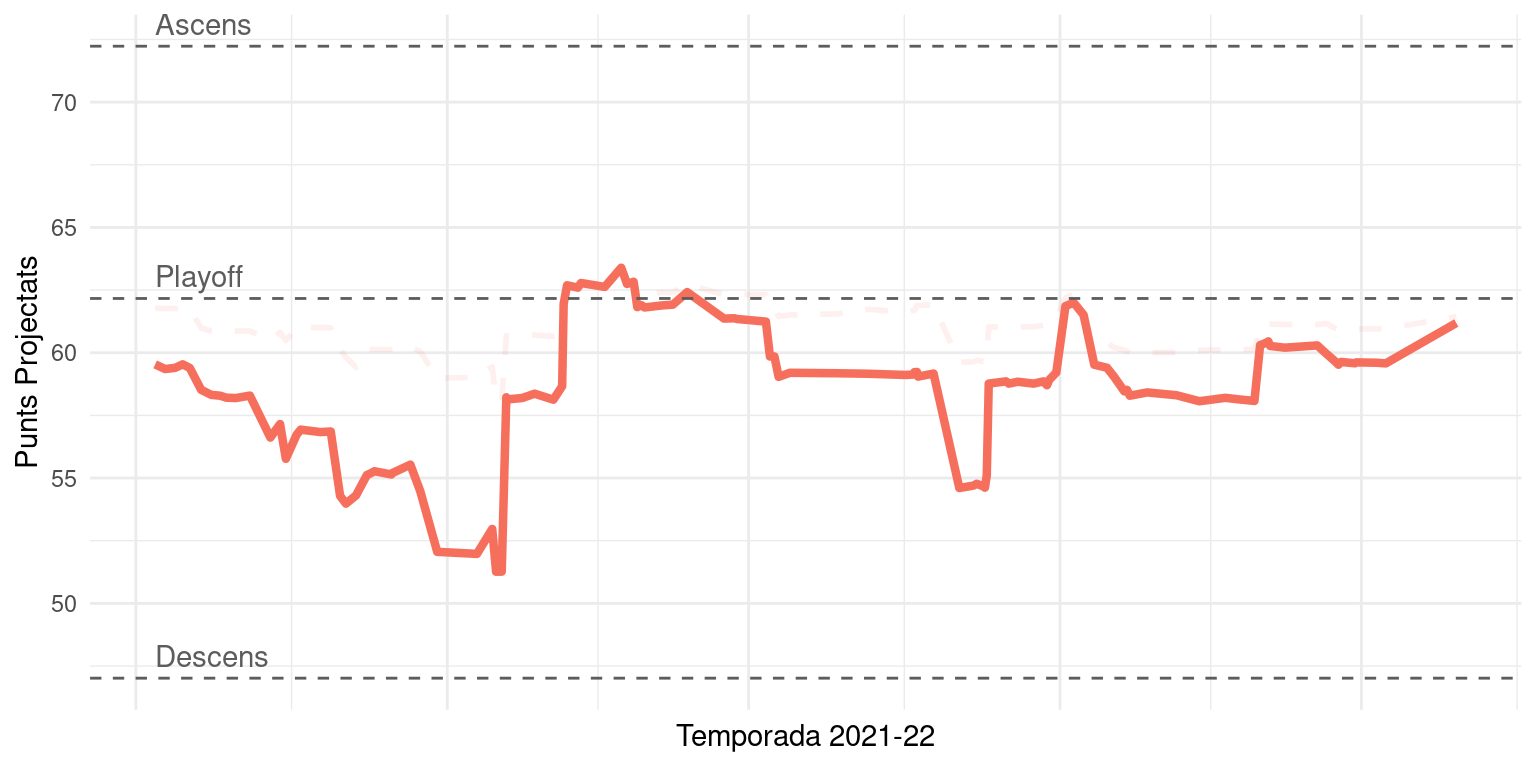 Ascens
70
65
Playoff
60
55
50
Descens
Punts Projectats
Temporada 2021-22